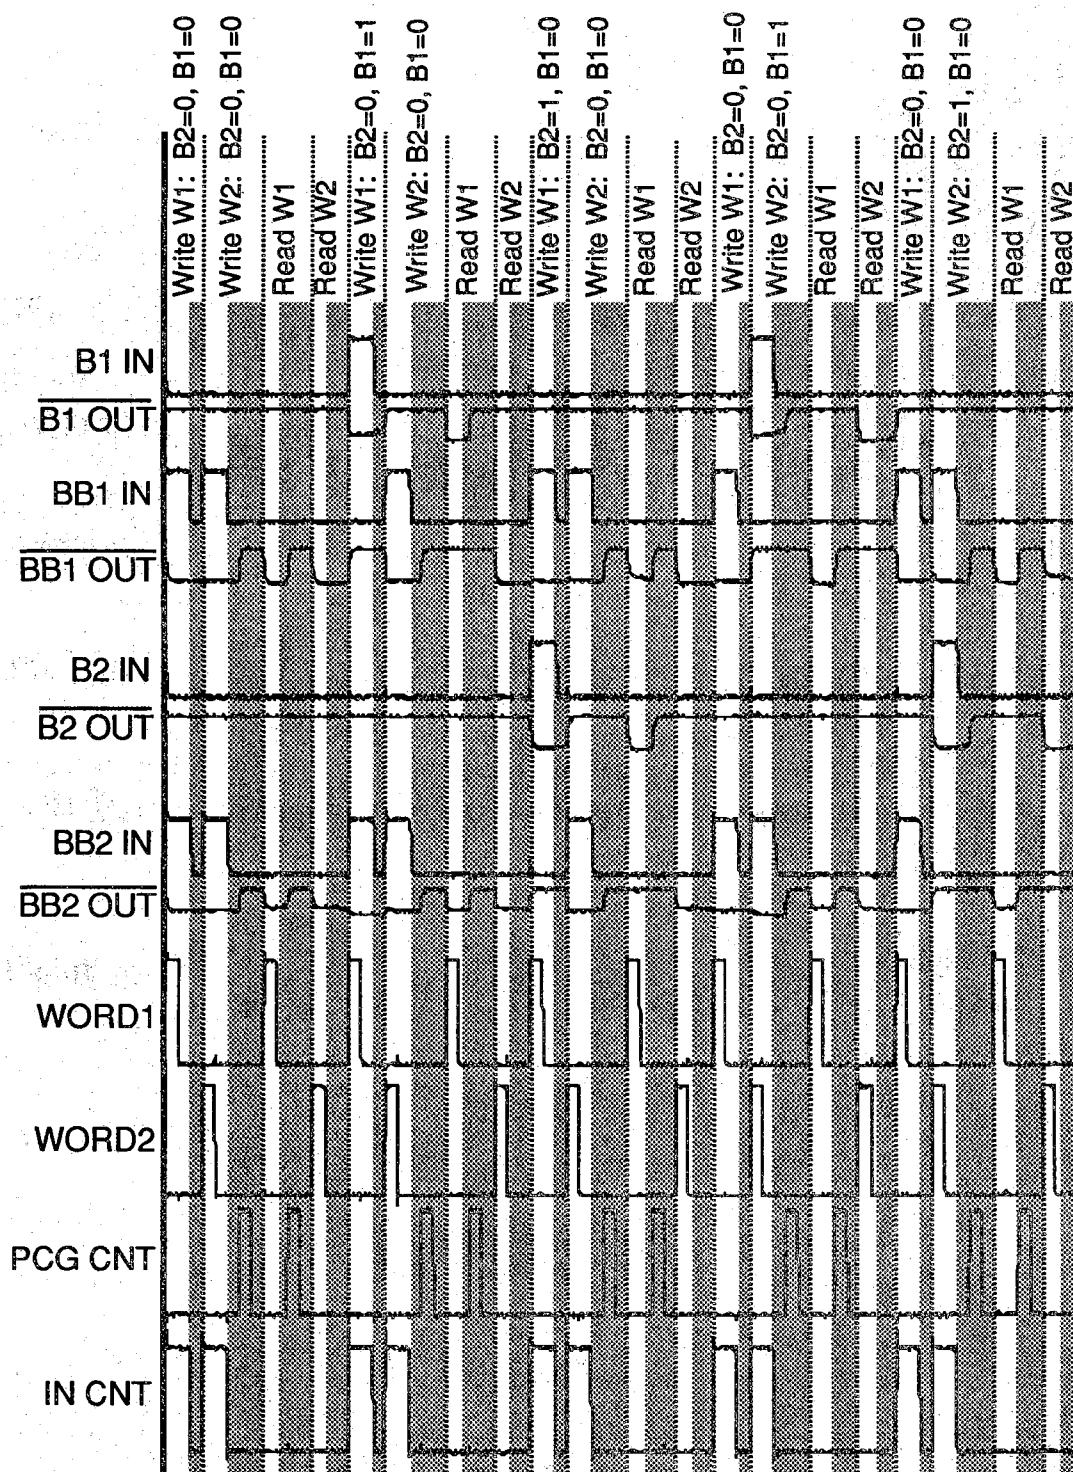 Write W1: B2=0, B1=0
Write W2: B2=0, B1=0
Read W1
Read W2
Write W1: B2=0, B1=1
Write W2: B2=0, B1=0
Read W1
Read W2
Write W1: B2=1, B1=0
Write W2: B2=0, B1=0
Read W1
Read W2
Write W1: B2=0, B1=0
Write W2: B2=0, B1=1
Read W1
Read W2
Write W1: B2=0, B1=0
Write W2: B2=1, B1=0
Read W1
Read W2
B1 IN
B1 OUT
BB1 IN
BB1 OUT
B2 IN
B2 OUT
BB2 IN
BB2 OUT
WORD1
WORD2
PCG CNT
IN CNT